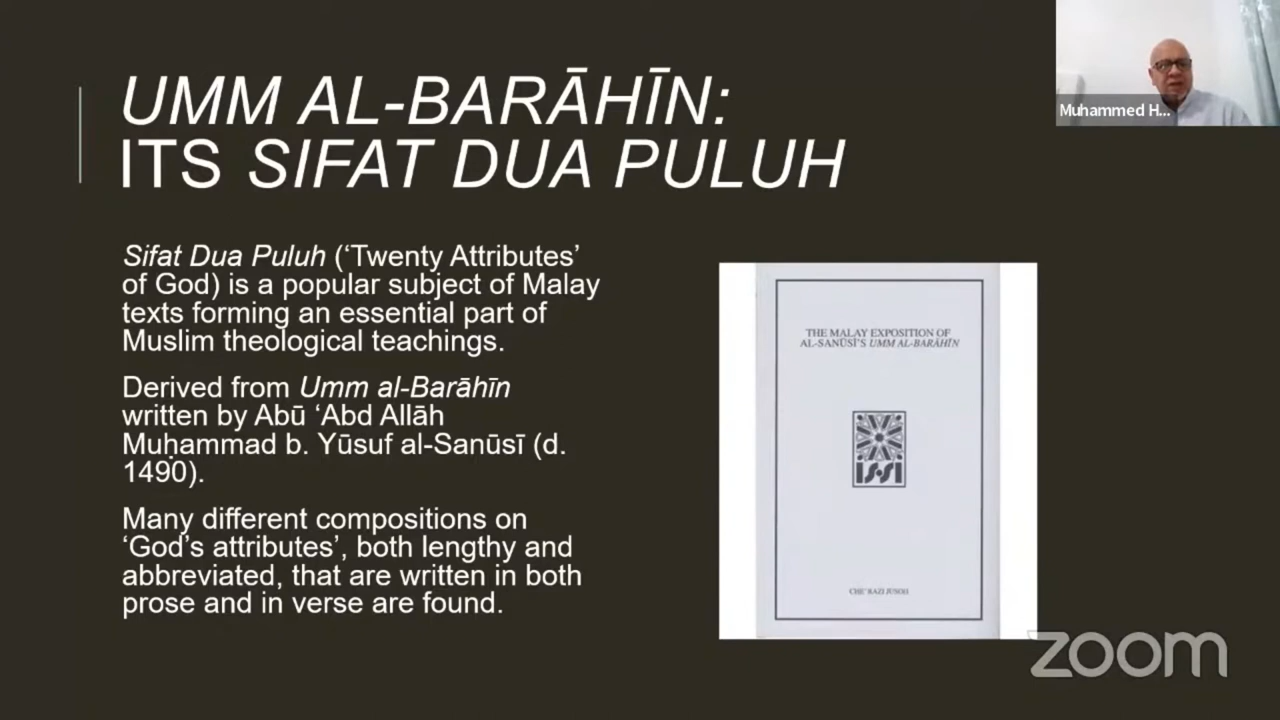 UMM AL-BARĀHĪN:
ITS SIFAT DUA PULUH
Muhammed H...
Sifat Dua Puluh (‘Twenty Attributes’
of God) is a popular subject of Malay
texts forming an essential part of
Muslim theological teachings.
Derived from Umm al-Barāhīn
written by Abū ‘Abd Allāh
Muḥammad b. Yūsuf al-Sanūsī (d.
1490).
Many different compositions on
‘God’s attributes’, both lengthy and
abbreviated, that are written in both
prose and in verse are found.
THE MALAY EXPOSITION OF
AL-SANŪSĪ'S UMM AL-BARĀHĪN
CHE' RAZI JUSOH
zoom